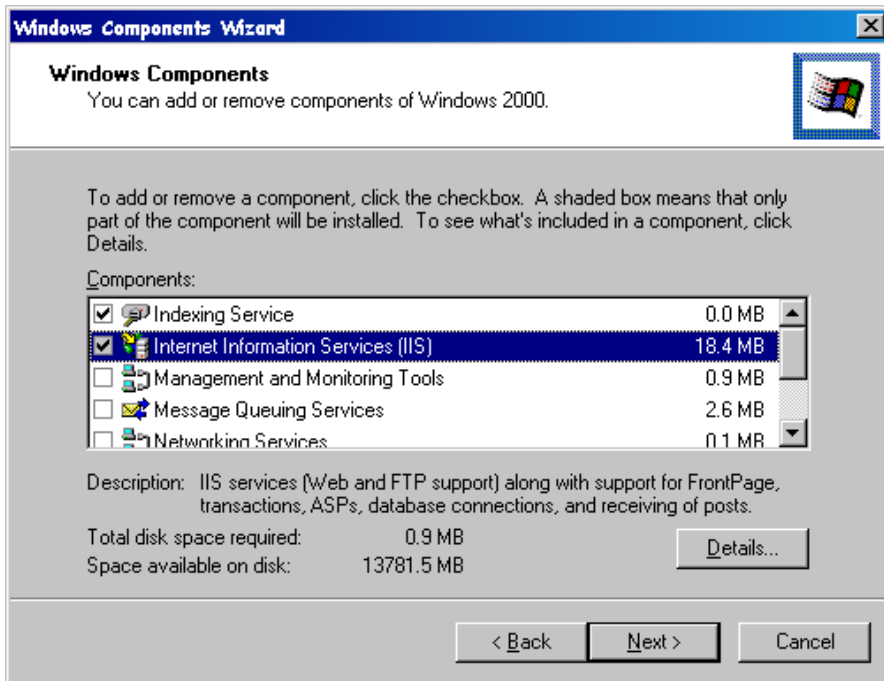 Windows Components Wizard
Windows Components
You can add or remove components of Windows 2000.
To add or remove a component, click the checkbox. A shaded box means that only
part of the component will be installed. To see what's included in a component, click
Details.
Components:
Indexing Service 0.0 MB
Internet Information Services (IIS) 18.4 MB
Management and Monitoring Tools 0.9 MB
Message Queuing Services 2.6 MB
Networking Services 0.1 MB
Description: IIS services (Web and FTP support) along with support for FrontPage,
transactions, ASPs, database connections, and receiving of posts.
Total disk space required: 0.9 MB
Space available on disk: 13781.5 MB
Details...
< Back Next > Cancel